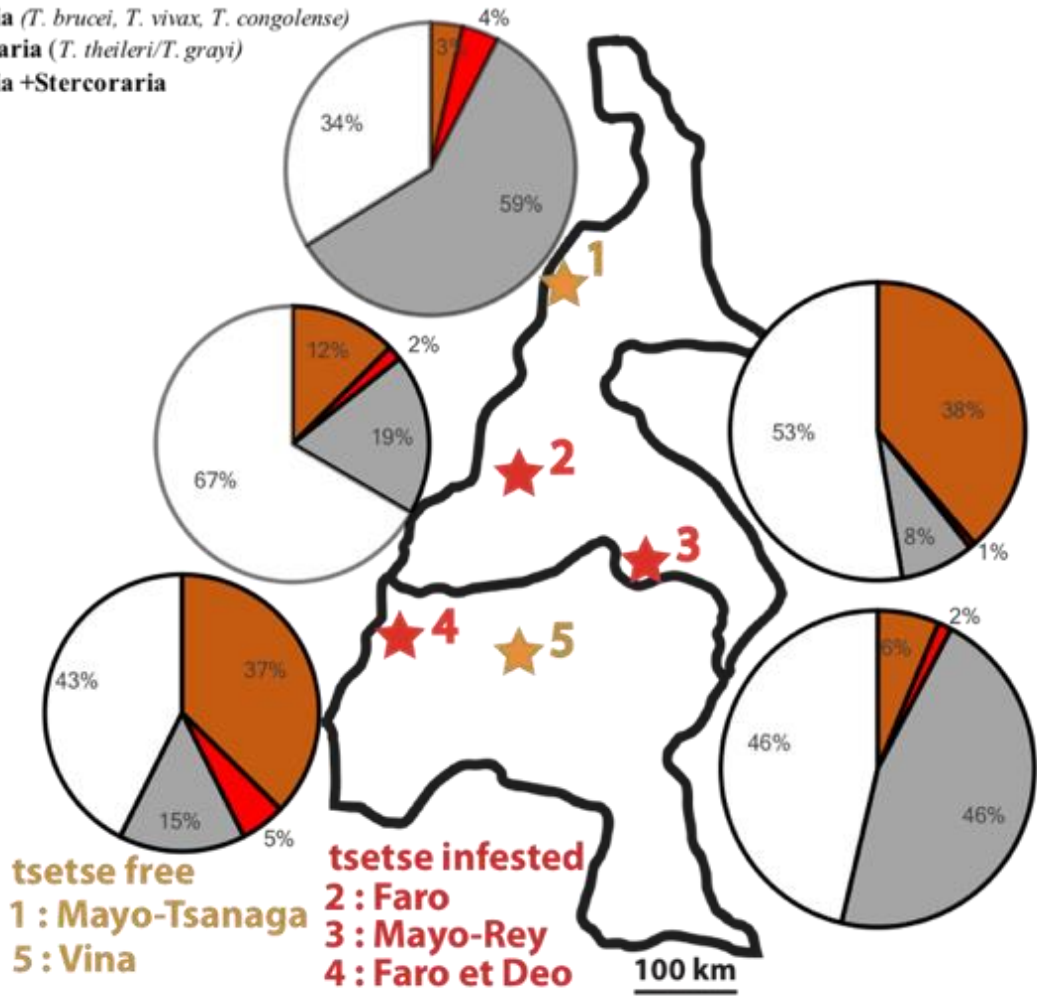 ia (T. brucei, T. vivax, T. congolense)
aria (T. theileri/T. grayi)
ia +Stercoraria
3%
4%
34%
59%
1
12%
2%
19%
67%
2
38%
53%
8%
1%
3
4
5
37%
43%
15%
5%
6%
2%
46%
46%
tsetse free
1 : Mayo-Tsanaga
5 : Vina
tsetse infested
2 : Faro
3 : Mayo-Rey
4 : Faro et Deo
100 km